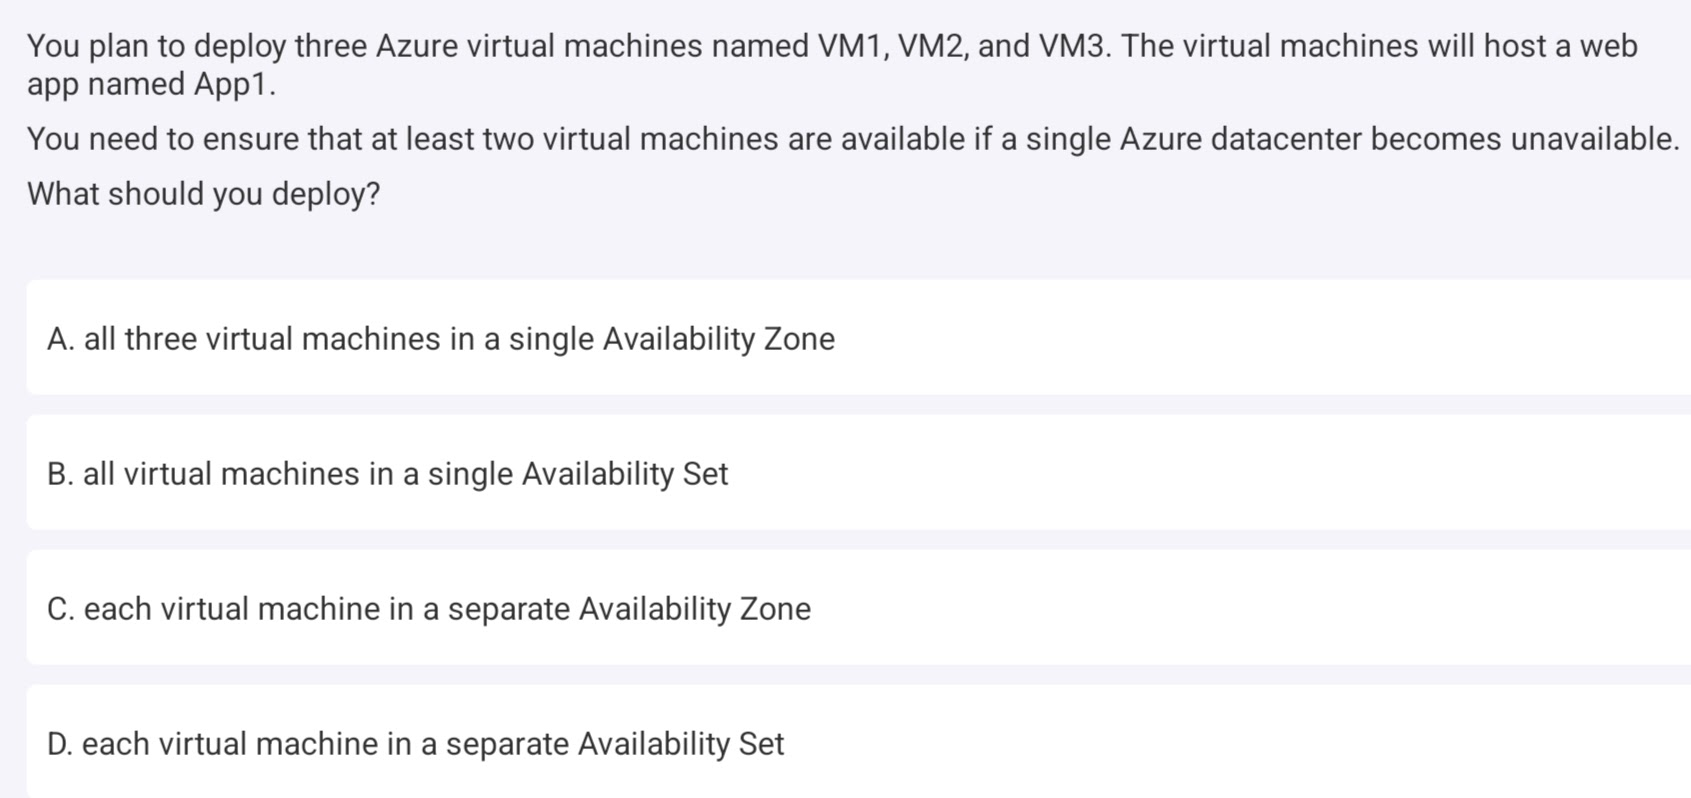 You plan to deploy three Azure virtual machines named VM1, VM2, and VM3. The virtual machines will host a web
app named App1.
You need to ensure that at least two virtual machines are available if a single Azure datacenter becomes unavailable.
What should you deploy?
A. all three virtual machines in a single Availability Zone
B. all virtual machines in a single Availability Set
C. each virtual machine in a separate Availability Zone
D. each virtual machine in a separate Availability Set